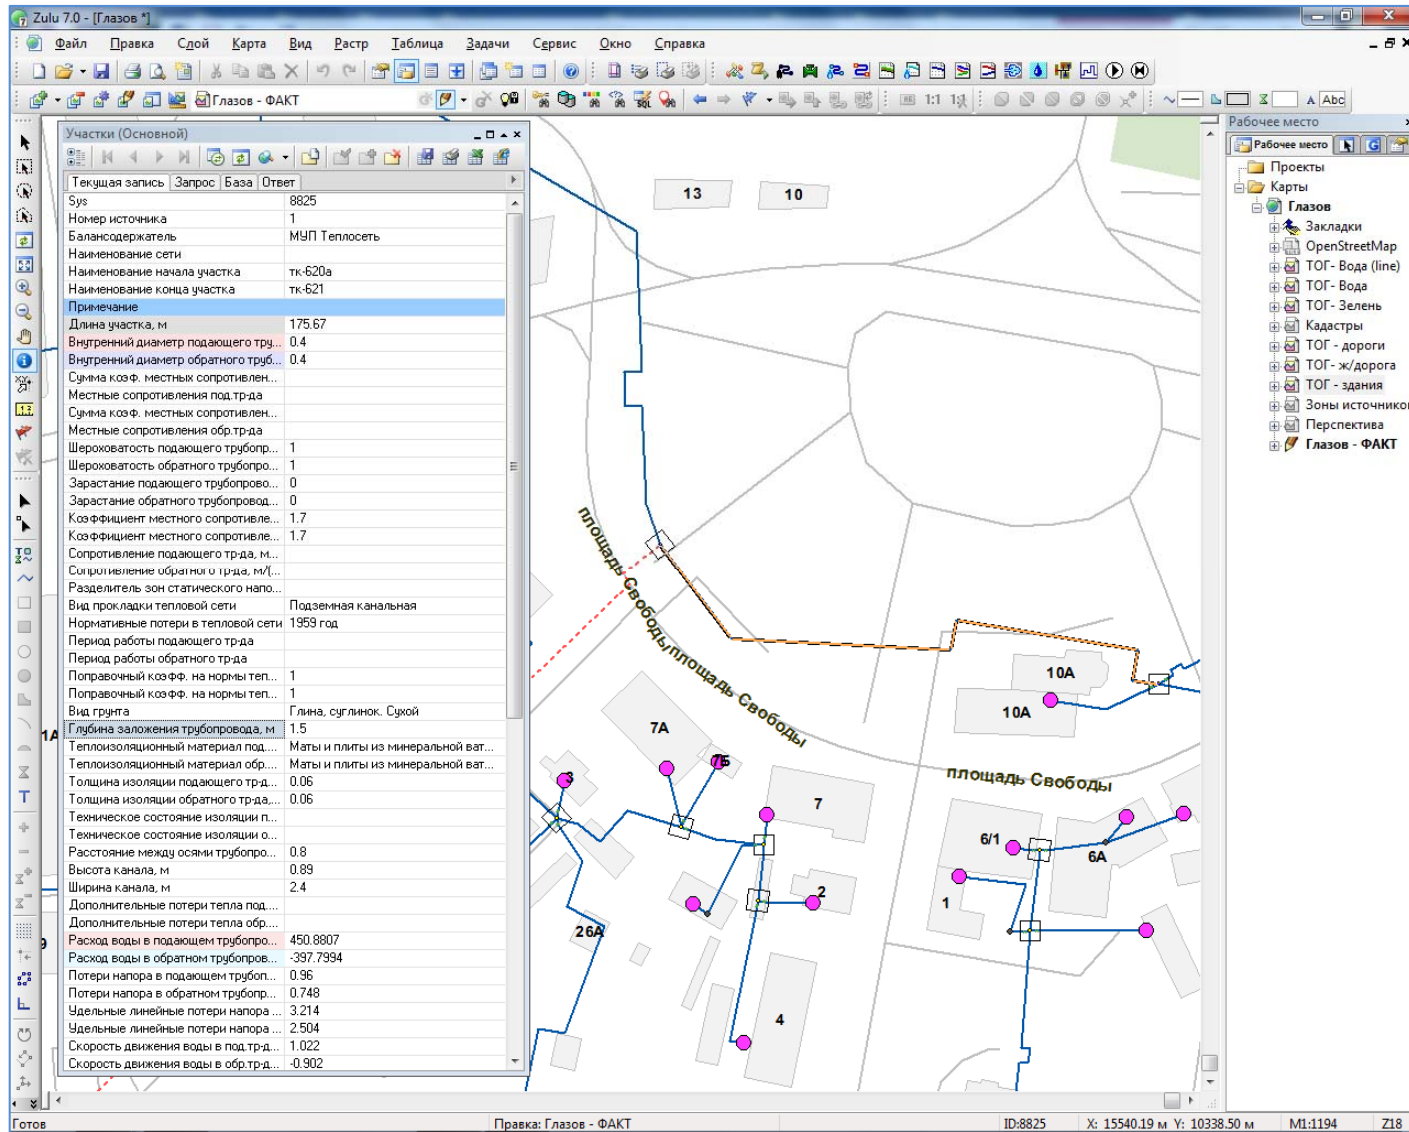 Zulu 7.0 - [Глазов *]
Файл Правка Слой Карта Вид Растр Таблица Задачи Сервис Окно Справка
Глазов - ФАКТ
SQL
1:1
Abc
Участки (Основной)
Текущая запись Запрос База Ответ
Sys 8825
Номер источника 1
Балансодержатель МУП Теплосеть
Наименование сети
Наименование начала участка тк-620а
Наименование конца участка тк-621
Примечание
Длина участка, м 175.67
Внутренний диаметр подающего тру... 0.4
Внутренний диаметр обратного труб... 0.4
Сумма коэф. местных сопротивлен...
Местные сопротивления под.тр-да
Сумма коэф. местных сопротивлен...
Местные сопротивления обр.тр-да
Шероховатость подающего трубопр... 1
Шероховатость обратного трубопро... 1
Зарастание подающего трубопрово... 0
Зарастание обратного трубопровод... 0
Коэффициент местного сопротивле... 1.7
Коэффициент местного сопротивле... 1.7
Сопротивление подающего тр-да, м...
Сопротивление обратного тр-да, м/(...
Разделитель зон статического напо...
Вид прокладки тепловой сети Подземная канальная
Нормативные потери в тепловой сети 1959 год
Период работы подающего тр-да
Период работы обратного тр-да
Поправочный коэфф. на нормы теп... 1
Поправочный коэфф. на нормы теп... 1
Вид грунта Глина, суглинок. Сухой
Глубина заложения трубопровода, м 1.5
Теплоизоляционный материал под.... Маты и плиты из минеральной ват...
Теплоизоляционный материал обр.... Маты и плиты из минеральной ват...
Толщина изоляции подающего тр-д... 0.06
Толщина изоляции обратного тр-да,... 0.06
Техническое состояние изоляции п...
Техническое состояние изоляции о...
Расстояние между осями трубопро... 0.8
Высота канала, м 0.89
Ширина канала, м 2.4
Дополнительные потери тепла под....
Дополнительные потери тепла обр....
Расход воды в подающем трубопро... 450.8807
Расход воды в обратном трубопров... -397.7994
Потери напора в подающем трубоп... 0.96
Потери напора в обратном трубопр... 0.748
Удельные линейные потери напора ... 3.214
Удельные линейные потери напора ... 2.504
Скорость движения воды в под.тр-д... 1.022
Скорость движения воды в обр.тр-д... -0.902
13
10
площадь Свободы,площадь Свободы
площадь Свободы
10А
10А
7А
3
7
6/1
6А
2
1
26А
4
1А
9
Рабочее место
Рабочее место
Проекты
Карты
Глазов
Закладки
OpenStreetMap
ТОГ- Вода (line)
ТОГ- Вода
ТОГ- Зелень
Кадастры
ТОГ - дороги
ТОГ- ж/дорога
ТОГ - здания
Зоны источников
Перспектива
Глазов - ФАКТ
Готов Правка: Глазов - ФАКТ ID:8825 X: 15540.19 м Y: 10338.50 м М1:1194 Z18